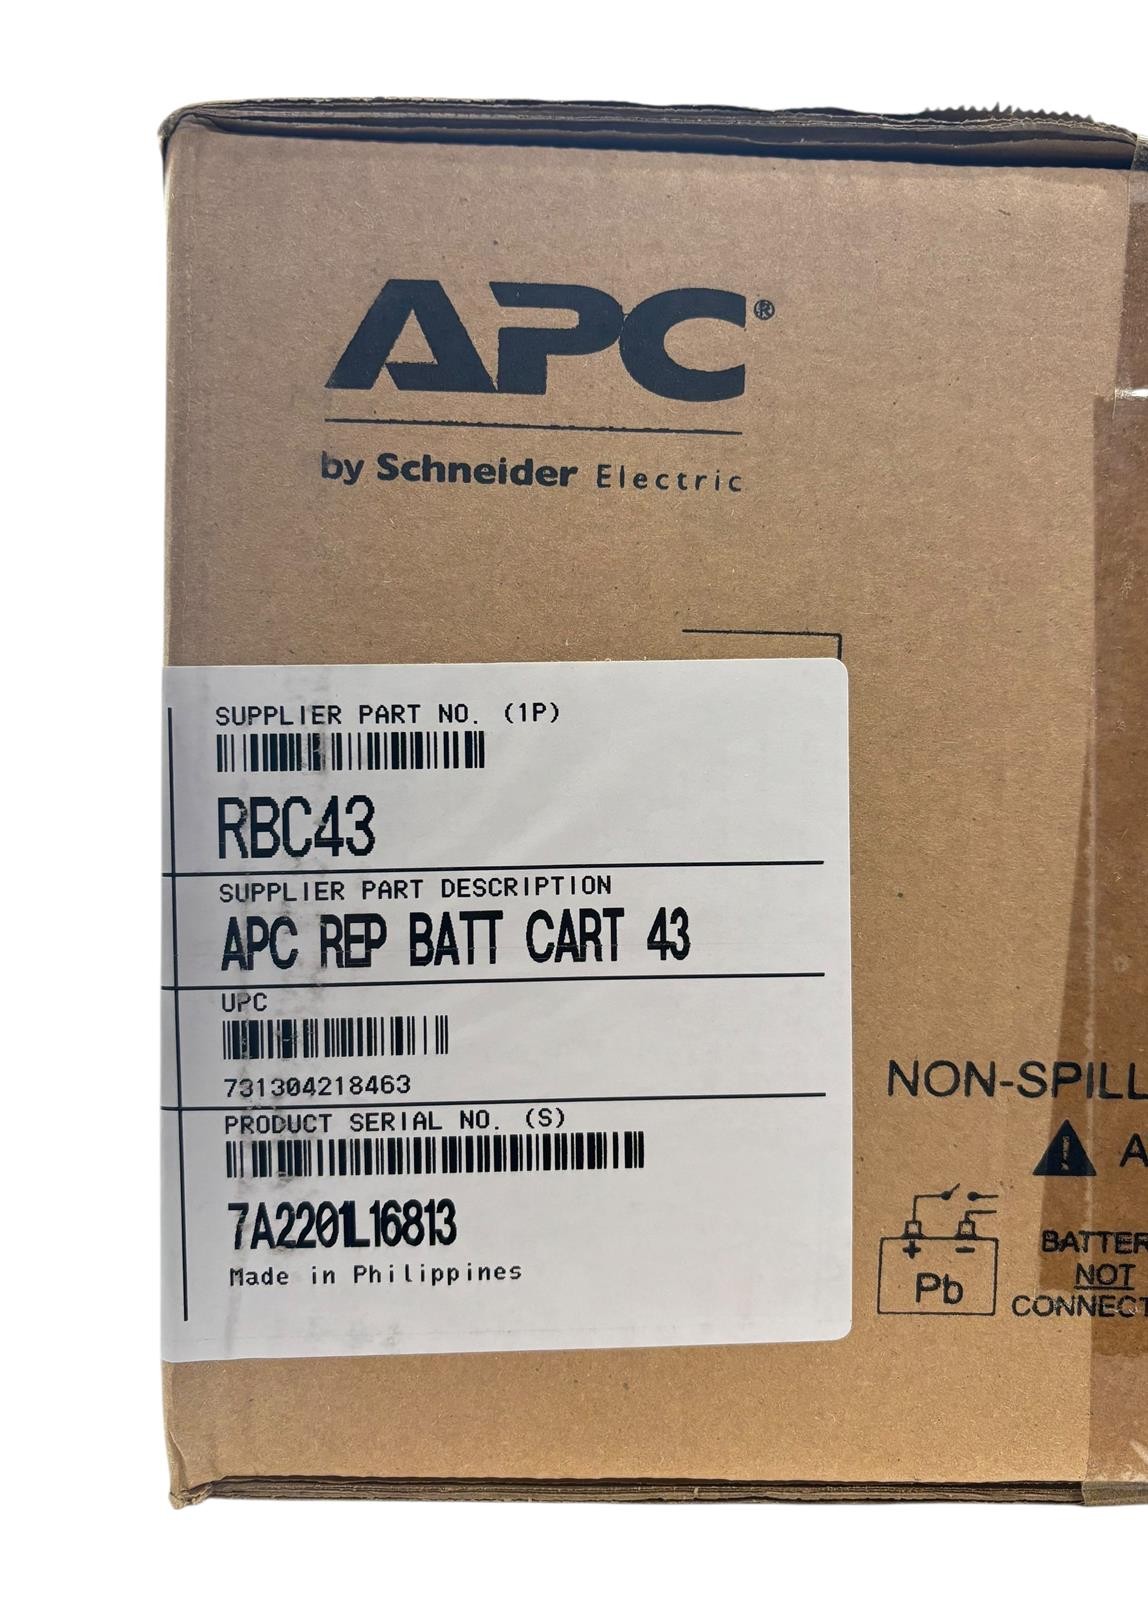 APC®
by Schneider Electric
SUPPLIER PART NO. (1P)
RBC43
SUPPLIER PART DESCRIPTION
APC REP BATT CART 43
UPC
731304218463
PRODUCT SERIAL NO. (S)
7A2201L16813
Made in Philippines
NON-SPILL
A
+ -
Pb
BATTER
NOT
CONNECT